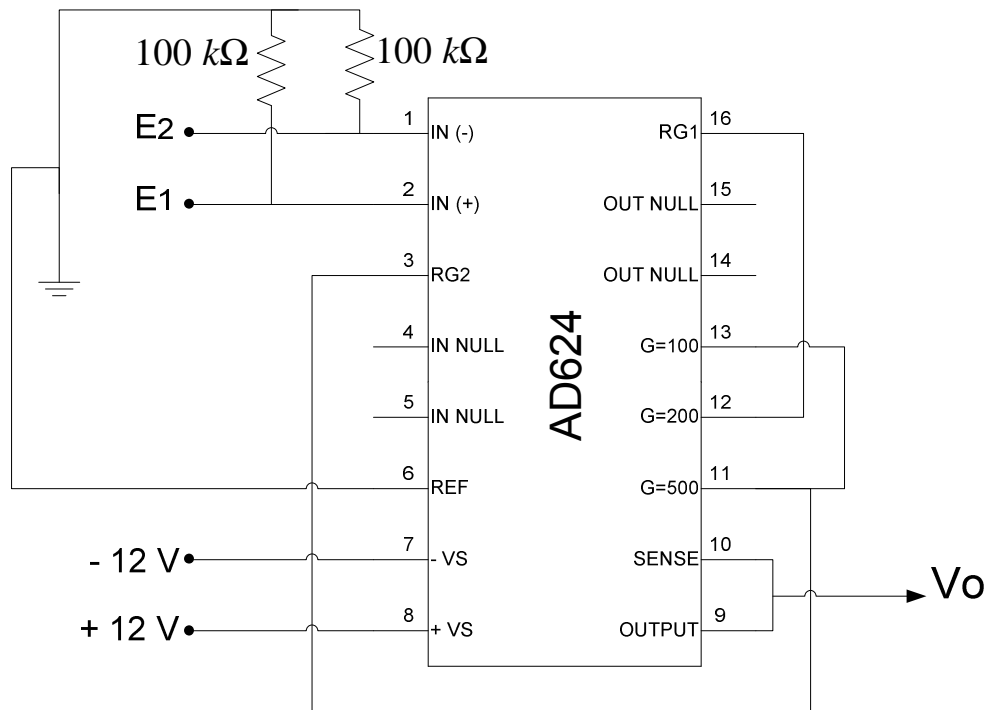 100 kΩ
100 kΩ
E2
1
IN (-)
RG1
16
E1
2
IN (+)
OUT NULL
15
3
RG2
OUT NULL
14
4
IN NULL
G=100
13
AD624
5
IN NULL
G=200
12
6
REF
G=500
11
- 12 V
7
- VS
SENSE
10
Vo
+ 12 V
8
+ VS
OUTPUT
9